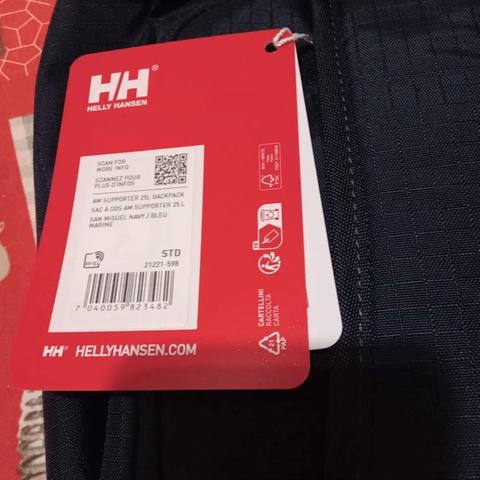 HH®
HELLY HANSEN
SCAN FOR
MORE INFO
SCANNEZ POUR
PLUS D'INFOS
AM SUPPORTER 25L BACKPACK
SAC À DOS AM SUPPORTER 25 L
SAN MIGUEL NAVY / BLEU
MARINE
STD
21221-598
7 040059 823482
HH® HELLYHANSEN.COM
FSC
CARTELLINI
RACCOLTA
CARTA
21
PAP